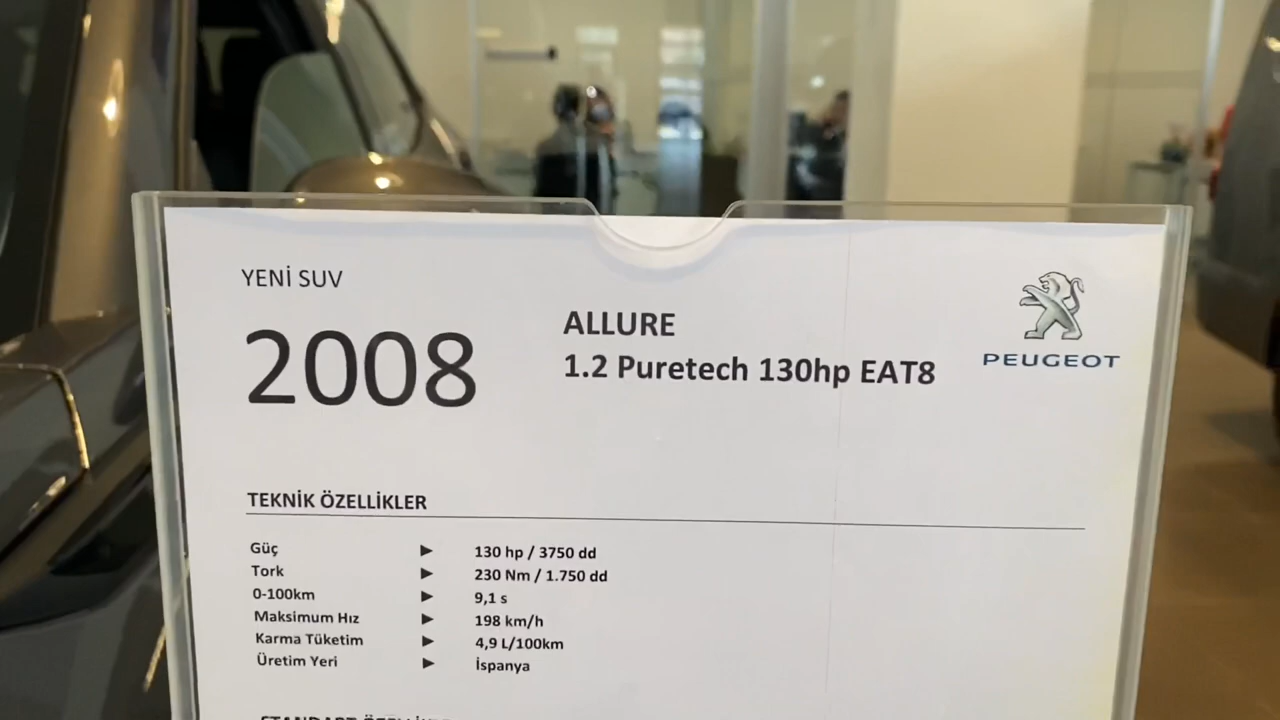 YENİ SUV
2008
ALLURE
1.2 Puretech 130hp EAT8
PEUGEOT
TEKNİK ÖZELLİKLER
Güç ▶ 130 hp / 3750 dd
Tork ▶ 230 Nm / 1.750 dd
0-100km ▶ 9,1 s
Maksimum Hız ▶ 198 km/h
Karma Tüketim ▶ 4,9 L/100km
Üretim Yeri ▶ İspanya